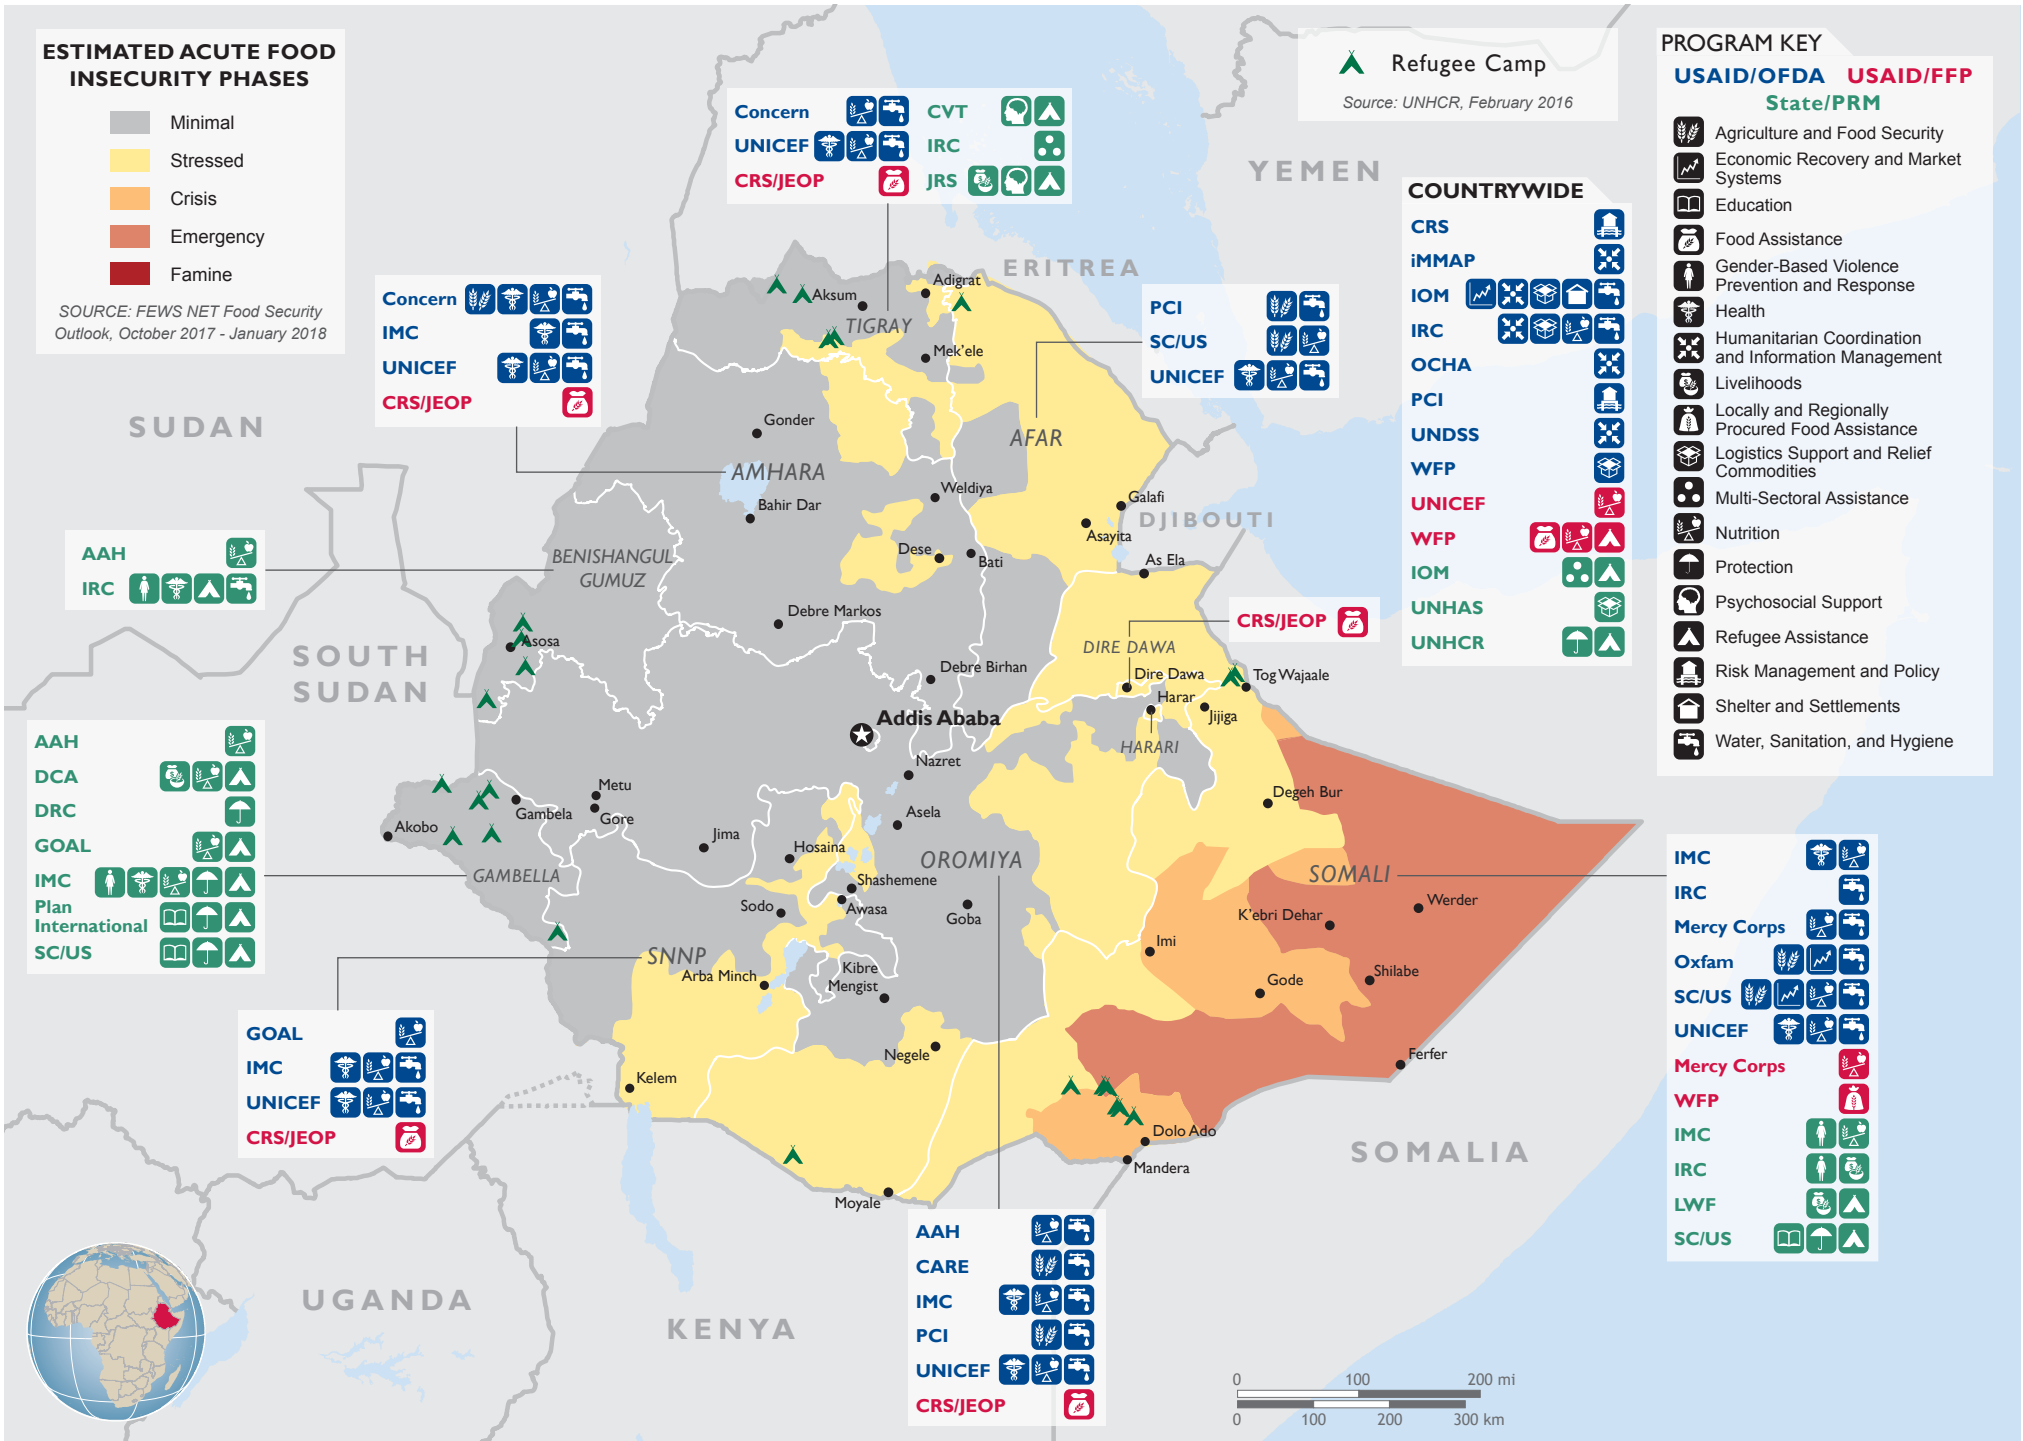 ESTIMATED ACUTE FOOD
INSECURITY PHASES
Minimal
Stressed
Crisis
Emergency
Famine
SOURCE: FEWS NET Food Security
Outlook, October 2017 - January 2018
Refugee Camp
Source: UNHCR, February 2016
PROGRAM KEY
USAID/OFDA USAID/FFP
State/PRM
Agriculture and Food Security
Economic Recovery and Market
Systems
Education
Food Assistance
Gender-Based Violence
Prevention and Response
Health
Humanitarian Coordination
and Information Management
Livelihoods
Locally and Regionally
Procured Food Assistance
Logistics Support and Relief
Commodities
Multi-Sectoral Assistance
Nutrition
Protection
Psychosocial Support
Refugee Assistance
Risk Management and Policy
Shelter and Settlements
Water, Sanitation, and Hygiene
COUNTRYWIDE
CRS
iMMAP
IOM
IRC
OCHA
PCI
UNDSS
WFP
UNICEF
WFP
IOM
UNHAS
UNHCR
Concern
UNICEF
CRS/JEOP
CVT
IRC
JRS
Concern
IMC
UNICEF
CRS/JEOP
PCI
SC/US
UNICEF
AAH
IRC
CRS/JEOP
AAH
DCA
DRC
GOAL
IMC
Plan
International
SC/US
GOAL
IMC
UNICEF
CRS/JEOP
AAH
CARE
IMC
PCI
UNICEF
CRS/JEOP
IMC
IRC
Mercy Corps
Oxfam
SC/US
UNICEF
Mercy Corps
WFP
IMC
IRC
LWF
SC/US
YEMEN
ERITREA
SUDAN
DJIBOUTI
SOUTH
SUDAN
SOMALIA
UGANDA
KENYA
TIGRAY
AFAR
AMHARA
BENISHANGUL
GUMUZ
DIRE DAWA
HARARI
OROMIYA
SOMALI
GAMBELLA
SNNP
Adigrat
Aksum
Mek'ele
Gonder
Bahir Dar
Weldiya
Galafi
Asayita
Dese
Bati
As Ela
Debre Markos
Asosa
Debre Birhan
Dire Dawa
Tog Wajaale
Harar
Jijiga
Addis Ababa
Nazret
Metu
Gore
Gambela
Akobo
Degeh Bur
Asela
Jima
Hosaina
Shashemene
Awasa
Sodo
Goba
K'ebri Dehar
Werder
Imi
Shilabe
Gode
Arba Minch
Kibre
Mengist
Negele
Ferfer
Kelem
Dolo Ado
Mandera
Moyale
0 100 200 mi
0 100 200 300 km